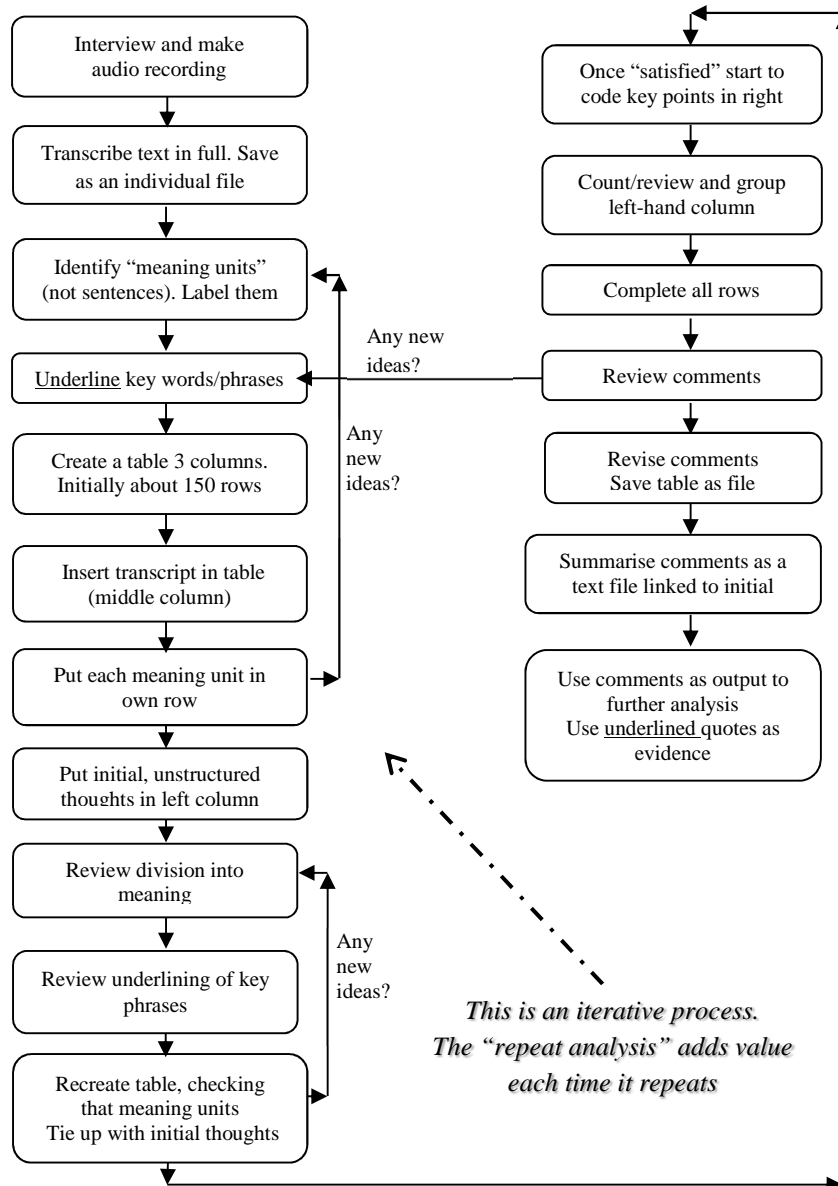 Interview and make
audio recording
Transcribe text in full. Save
as an individual file
Identify “meaning units”
(not sentences). Label them
Underline key words/phrases
Create a table 3 columns.
Initially about 150 rows
Insert transcript in table
(middle column)
Put each meaning unit in
own row
Put initial, unstructured
thoughts in left column
Review division into
meaning
Review underlining of key
phrases
Recreate table, checking
that meaning units
Tie up with initial thoughts
Any new
ideas?
Any
new
ideas?
Any
new
ideas?
Once “satisfied” start to
code key points in right
Count/review and group
left-hand column
Complete all rows
Review comments
Revise comments
Save table as file
Summarise comments as a
text file linked to initial
Use comments as output to
further analysis
Use underlined quotes as
evidence
This is an iterative process.
The “repeat analysis” adds value
each time it repeats